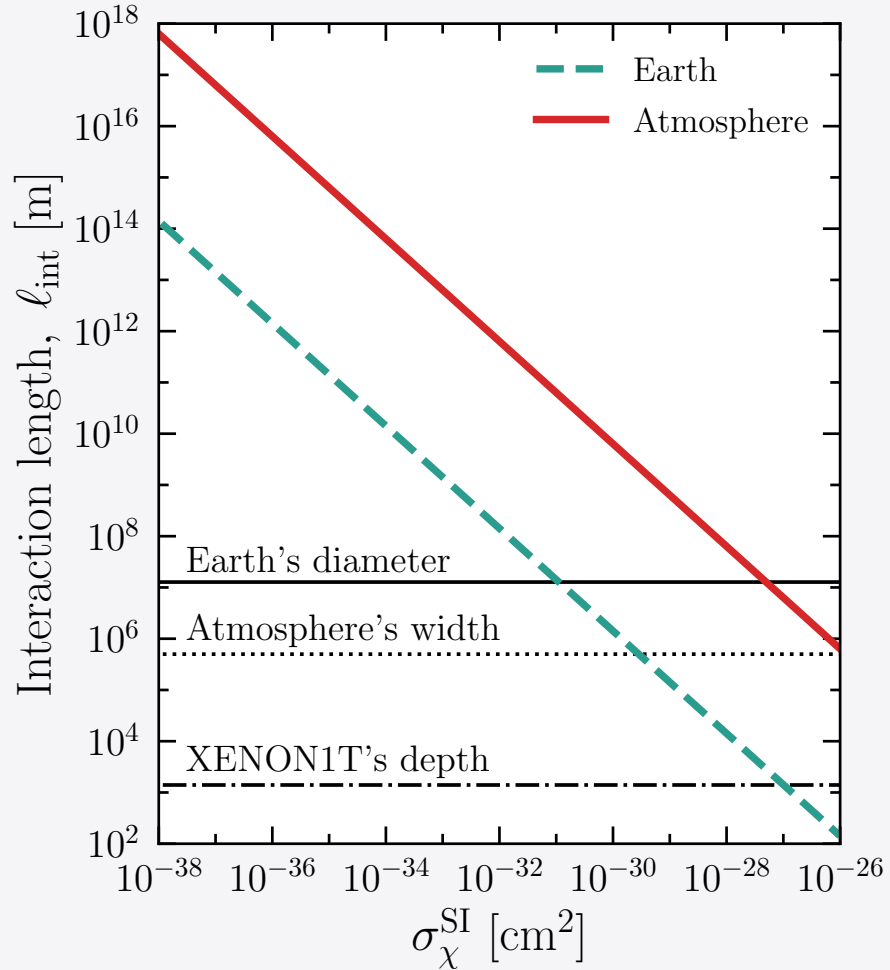 Interaction length, ℓ_int [m]
10^18
10^16
10^14
10^12
10^10
10^8
10^6
10^4
10^2
Earth
Atmosphere
Earth's diameter
Atmosphere's width
XENON1T's depth
10^−38
10^−36
10^−34
10^−32
10^−30
10^−28
10^−26
σ_χ^SI [cm^2]